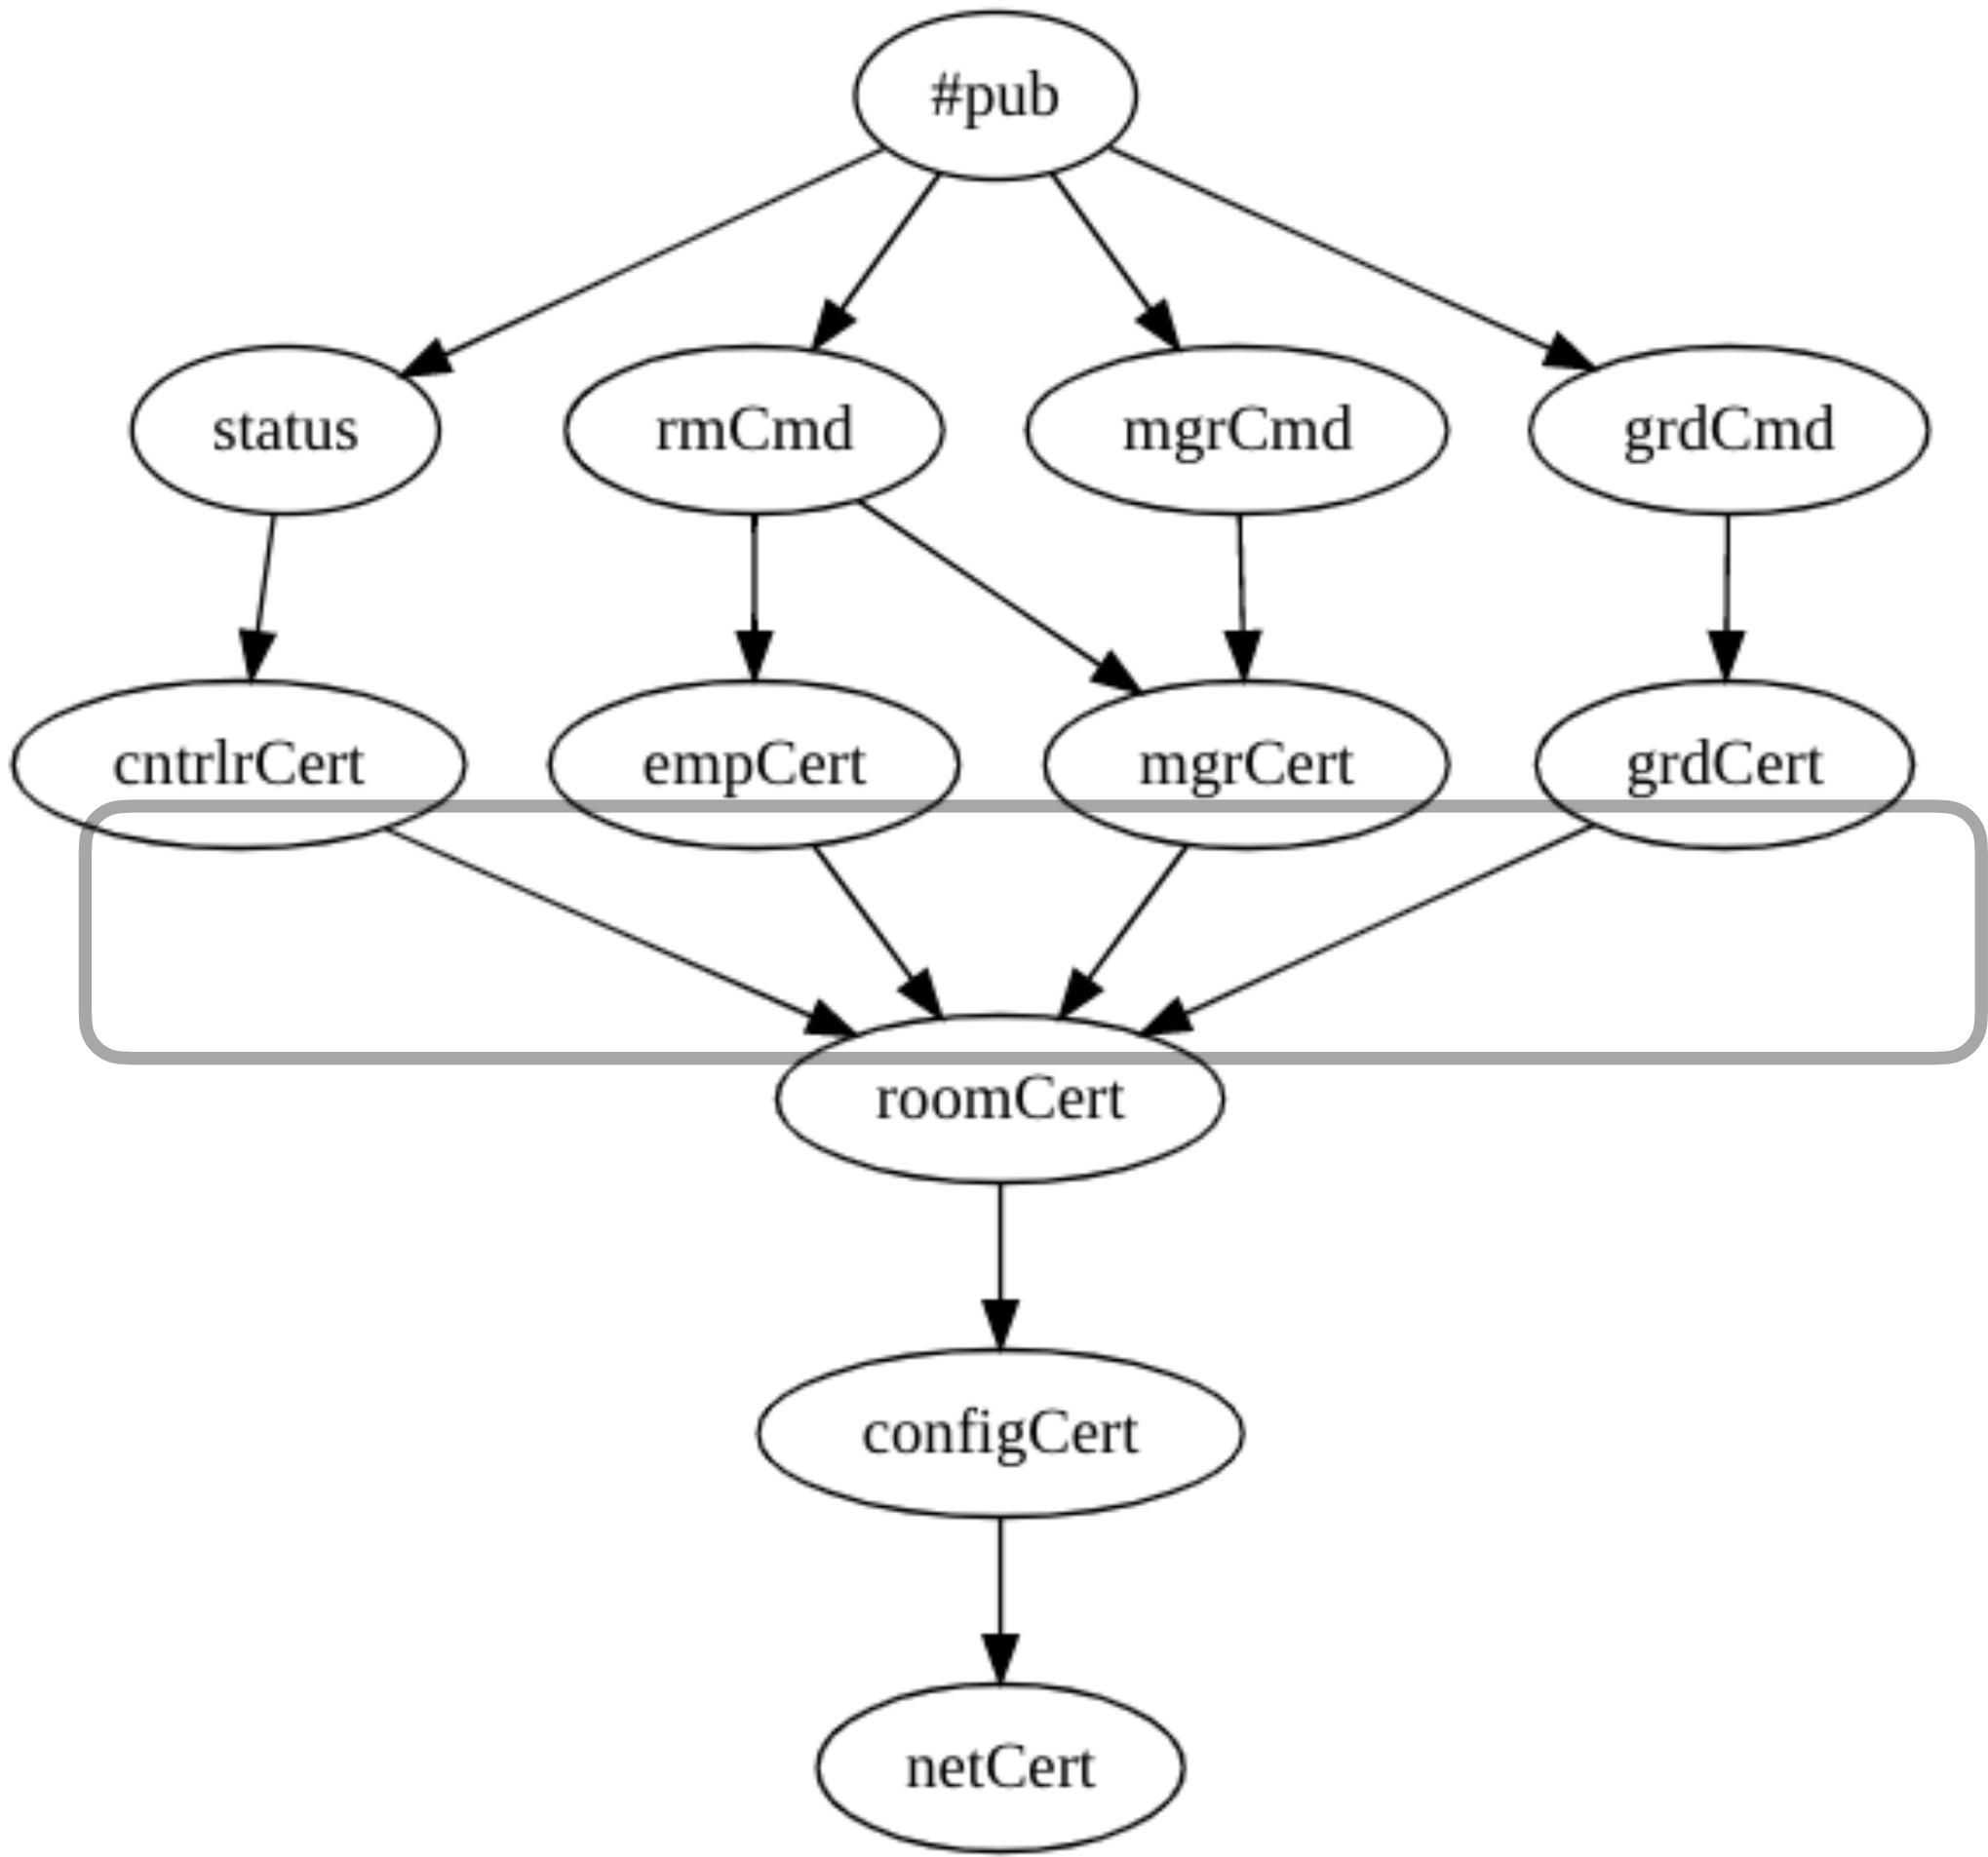 #pub
status rmCmd mgrCmd grdCmd
cntrlrCert empCert mgrCert grdCert
roomCert
configCert
netCert